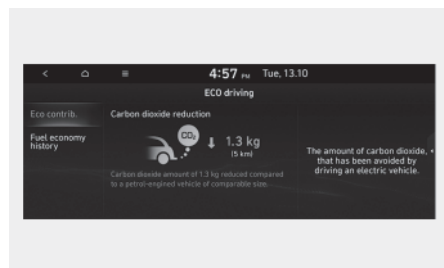 4:57 PM Tue, 13.10
ECO driving
Eco contrib.
Fuel economy
history
Carbon dioxide reduction
CO₂
1.3 kg
(5 km)
Carbon dioxide amount of 1.3 kg reduced compared
to a petrol-engined vehicle of comparable size.
The amount of carbon dioxide,
that has been avoided by
driving an electric vehicle.